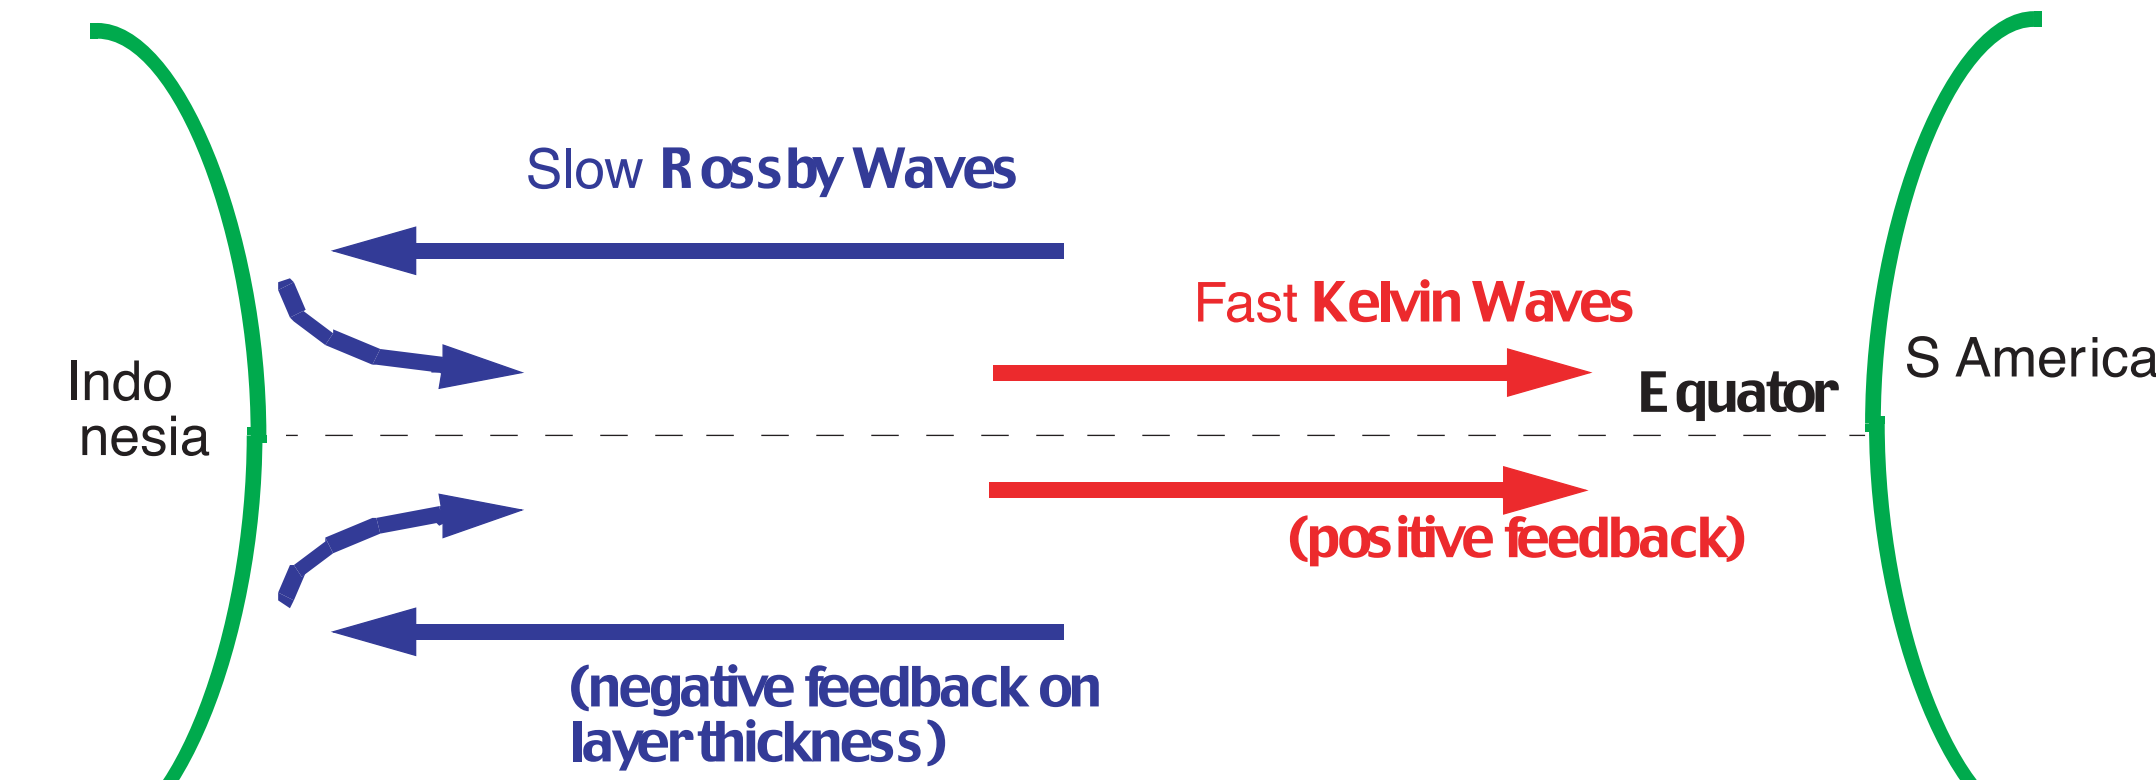 Slow Rossby Waves
Fast Kelvin Waves
Indo
nesia
Equator
S America
(positive feedback)
(negative feedback on
layer thickness)